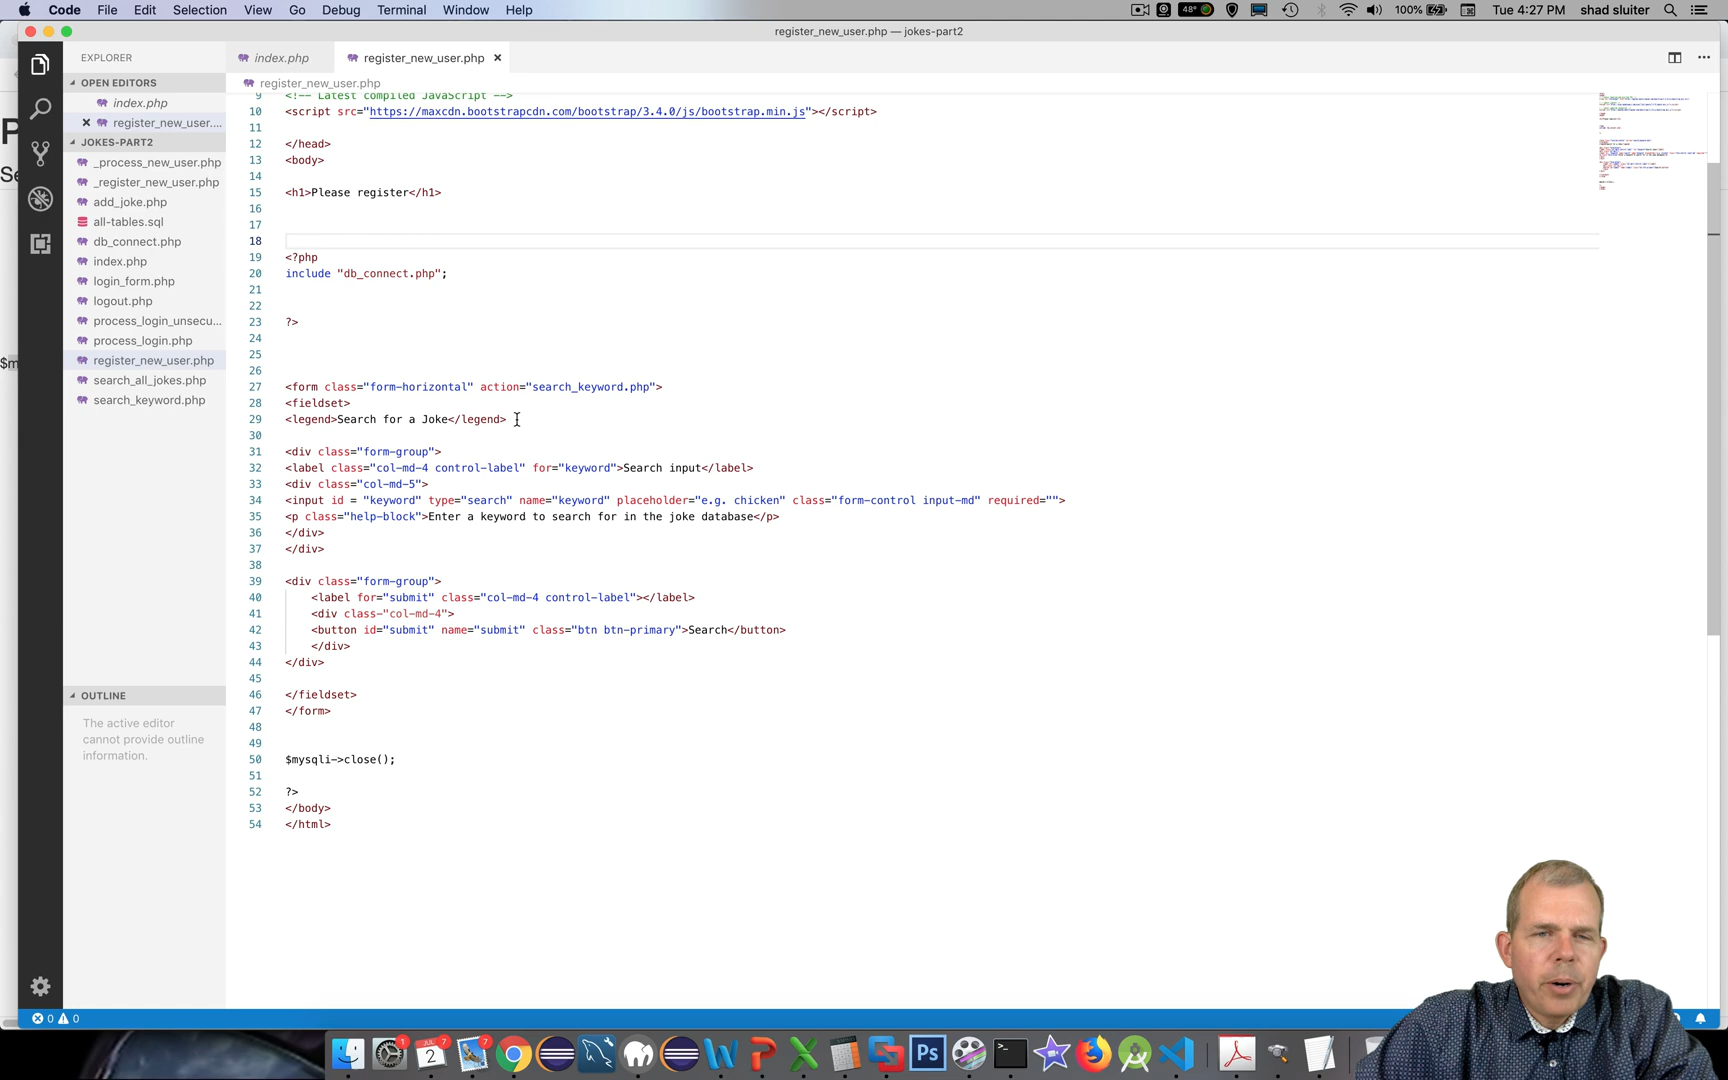 Code File Edit Selection View Go Debug Terminal Window Help 48° 100% Tue 4:27 PM shad sluiter
register_new_user.php — jokes-part2
EXPLORER
index.php
register_new_user.php
OPEN EDITORS
register_new_user.php
index.php
register_new_user....
JOKES-PART2
_process_new_user.php
_register_new_user.php
add_joke.php
all-tables.sql
db_connect.php
index.php
login_form.php
logout.php
process_login_unsecu...
process_login.php
register_new_user.php
search_all_jokes.php
search_keyword.php
OUTLINE
The active editor
cannot provide outline
information.
9 <!-- Latest compiled JavaScript -->
10 <script src="https://maxcdn.bootstrapcdn.com/bootstrap/3.4.0/js/bootstrap.min.js"></script>
11
12 </head>
13 <body>
14
15 <h1>Please register</h1>
16
17
18
19 <?php
20 include "db_connect.php";
21
22
23 ?>
24
25
26
27 <form class="form-horizontal" action="search_keyword.php">
28 <fieldset>
29 <legend>Search for a Joke</legend>
30
31 <div class="form-group">
32 <label class="col-md-4 control-label" for="keyword">Search input</label>
33 <div class="col-md-5">
34 <input id = "keyword" type="search" name="keyword" placeholder="e.g. chicken" class="form-control input-md" required="">
35 <p class="help-block">Enter a keyword to search for in the joke database</p>
36 </div>
37 </div>
38
39 <div class="form-group">
40 <label for="submit" class="col-md-4 control-label"></label>
41 <div class-"col-md-4">
42 <button id="submit" name="submit" class="btn btn-primary">Search</button>
43 </div>
44 </div>
45
46 </fieldset>
47 </form>
48
49
50 $mysqli->close();
51
52 ?>
53 </body>
54 </html>
0 0